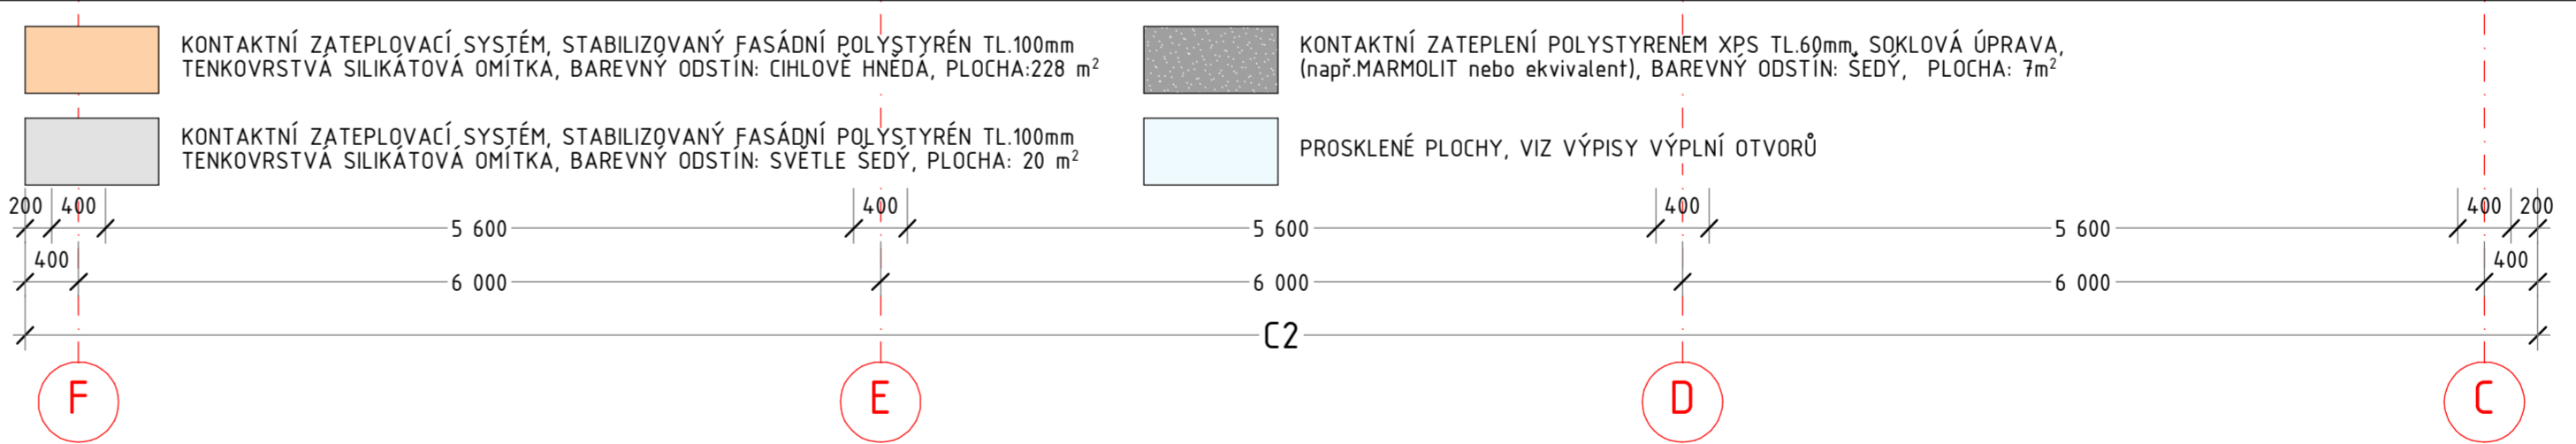 KONTAKTNÍ ZATEPLOVACÍ SYSTÉM, STABILIZOVANÝ FASÁDNÍ POLYSTYRÉN TL.100mm
TENKOVRSTVÁ SILIKÁTOVÁ OMÍTKA, BAREVNÝ ODSTÍN: CIHLOVĚ HNĚDÁ, PLOCHA:228 m²
KONTAKTNÍ ZATEPLOVACÍ SYSTÉM, STABILIZOVANÝ FASÁDNÍ POLYSTYRÉN TL.100mm
TENKOVRSTVÁ SILIKÁTOVÁ OMÍTKA, BAREVNÝ ODSTÍN: SVĚTLE ŠEDÝ, PLOCHA: 20 m²
KONTAKTNÍ ZATEPLENÍ POLYSTYRENEM XPS TL.60mm, SOKLOVÁ ÚPRAVA,
(např.MARMOLIT nebo ekvivalent), BAREVNÝ ODSTÍN: ŠEDÝ, PLOCHA: 7m²
PROSKLENÉ PLOCHY, VIZ VÝPISY VÝPLNÍ OTVORŮ
200 400 400 400 400 200
5 600 5 600 5 600
400 400
6 000 6 000 6 000
C2
F E D C